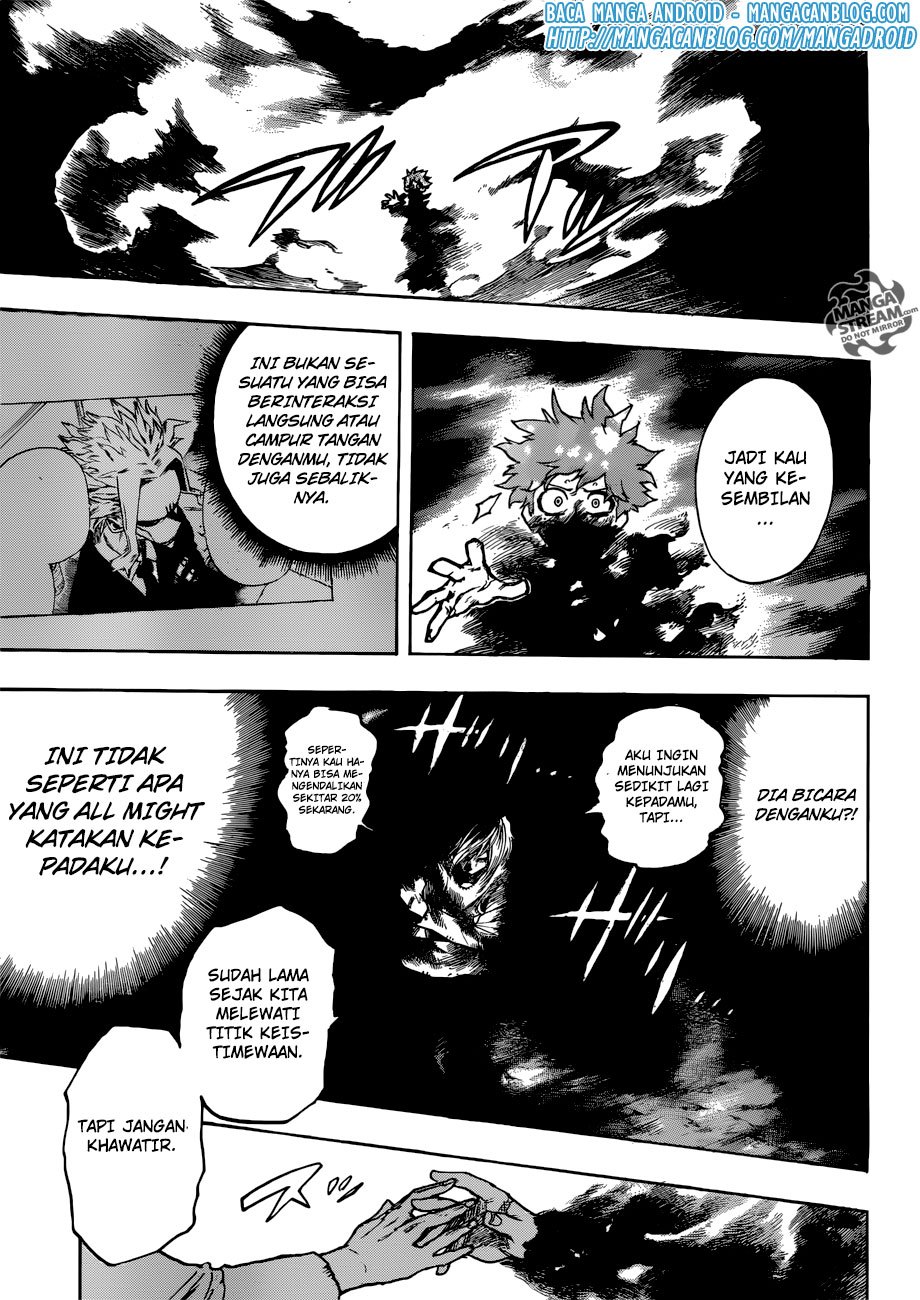 BACA MANGA ANDROID - MANGACANBLOG.COM
HTTP://MANGACANBLOG.COM/MANGADROID
MANGA
STREAM.com
DO NOT MIRROR
JADI KAU
YANG KE-
SEMBILAN
...
INI BUKAN SE-
SUATU YANG BISA
BERINTERAKSI
LANGSUNG ATAU
CAMPUR TANGAN
DENGANMU, TIDAK
JUGA SEBALIK-
NYA.
DIA BICARA
DENGANKU?!
AKU INGIN
MENUNJUKAN
SEDIKIT LAGI
KEPADAMU,
TAPI...
SEPER-
TINYA KAU HA-
NYA BISA ME-
NGENDALIKAN
SEKITAR 20%
SEKARANG.
INI TIDAK
SEPERTI APA
YANG ALL MIGHT
KATAKAN KE-
PADAKU...!
SUDAH LAMA
SEJAK KITA
MELEWATI
TITIK KEIS-
TIMEWAAN.
TAPI JANGAN
KHAWATIR.